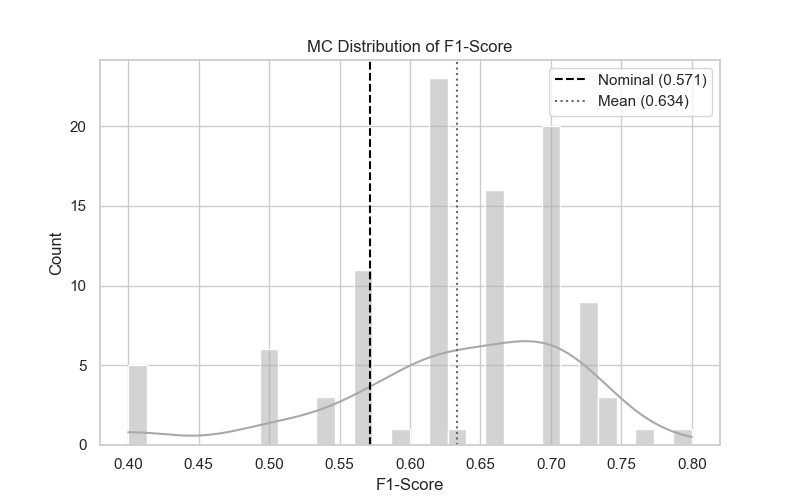 MC Distribution of F1-Score
Nominal (0.571)
Mean (0.634)
Count
20
15
10
5
0
0.40 0.45 0.50 0.55 0.60 0.65 0.70 0.75 0.80
F1-Score